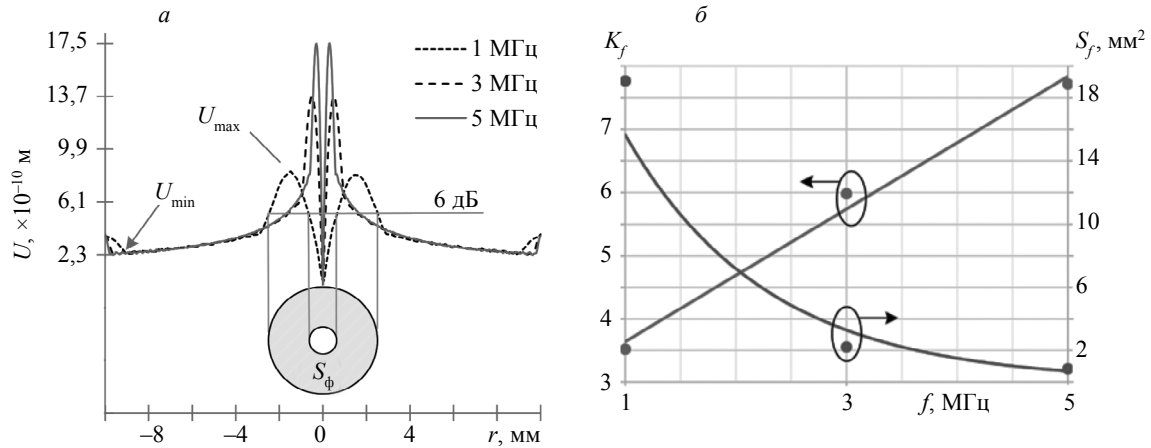 а
17,5
13,7
9,9
6,1
2,3
U, ×10⁻¹⁰ м
1 МГц
3 МГц
5 МГц
Umax
Umin
6 дБ
Sф
–8
–4
0
4
r, мм
б
Kf
Sf, мм²
7
6
5
4
3
18
14
10
6
2
1
3
f, МГц
5